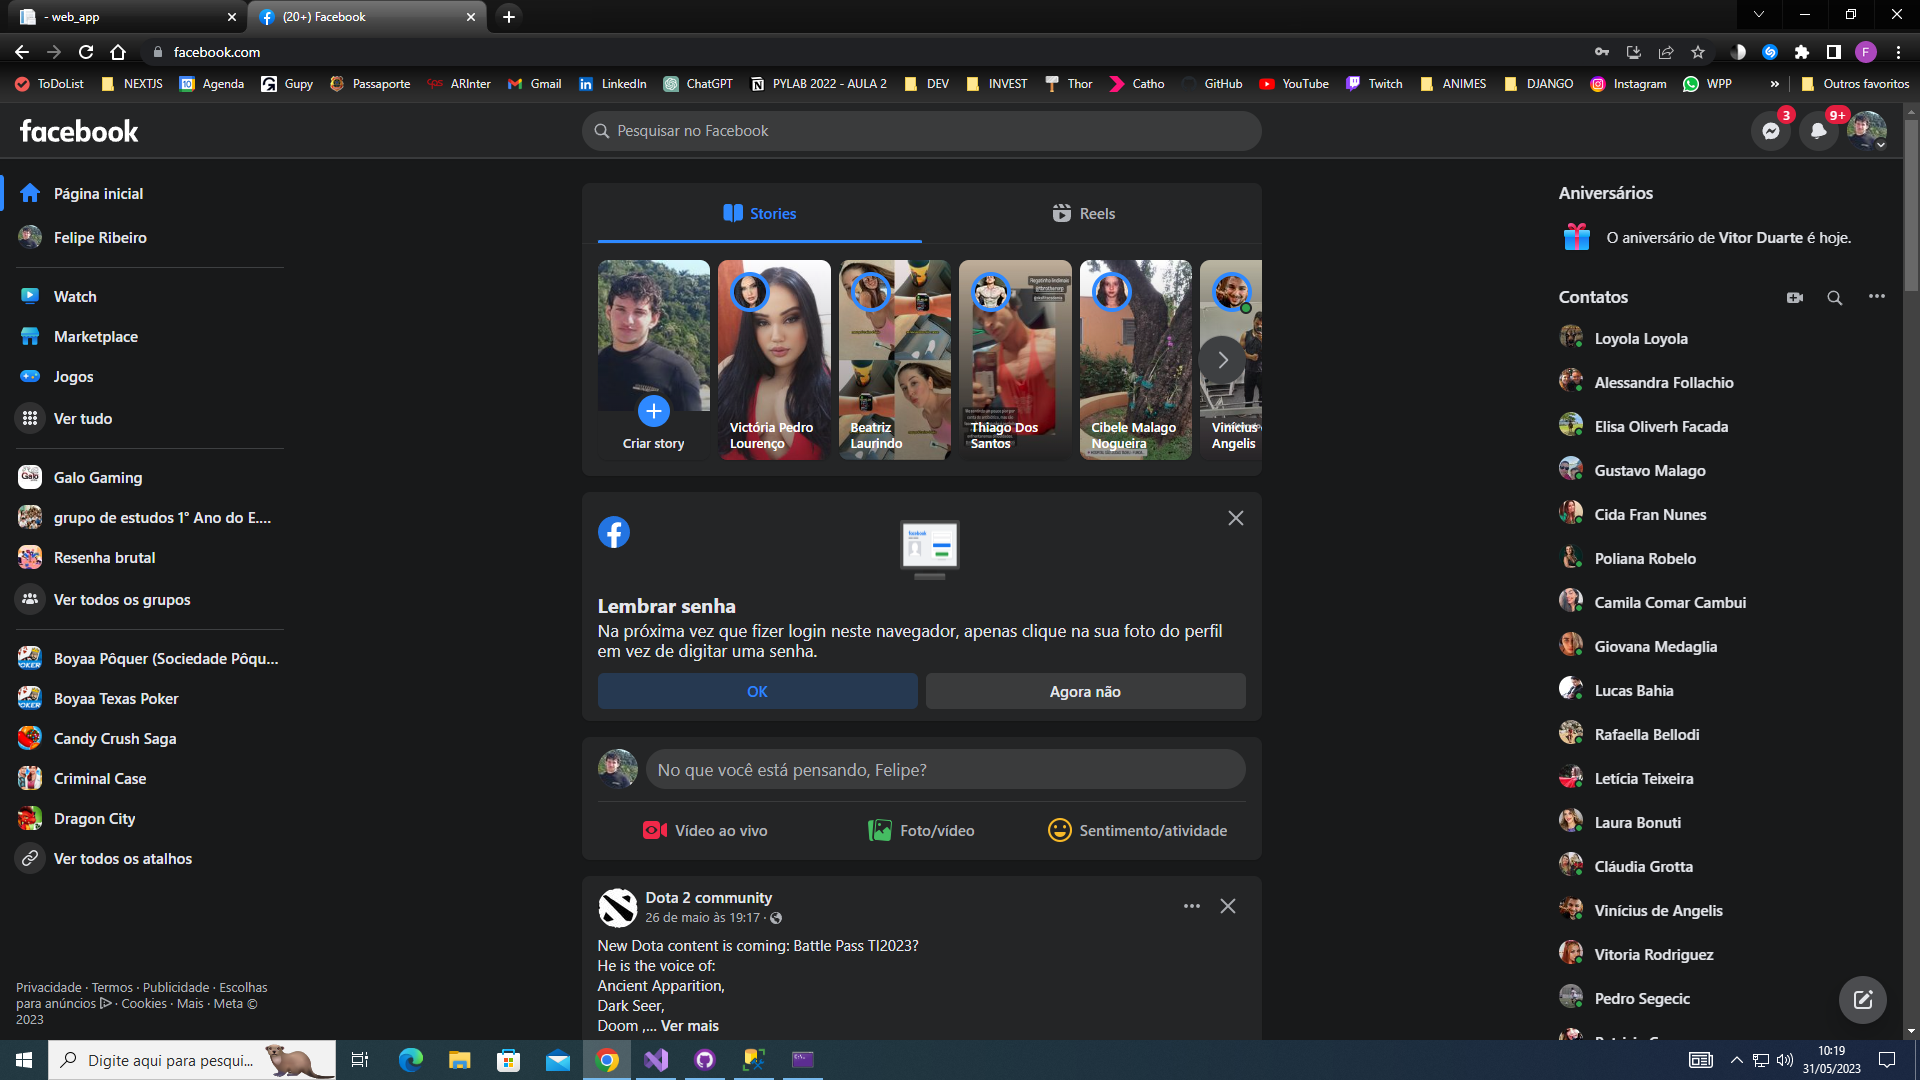 - web_app
(20+) Facebook
facebook.com
ToDoList
NEXTJS
Agenda
Gupy
Passaporte
ARInter
Gmail
LinkedIn
ChatGPT
PYLAB 2022 - AULA 2
DEV
INVEST
Thor
Catho
GitHub
YouTube
Twitch
ANIMES
DJANGO
Instagram
WPP
»
Outros favoritos
facebook
Pesquisar no Facebook
3
9+
Página inicial
Felipe Ribeiro
Watch
Marketplace
Jogos
Ver tudo
Galo Gaming
grupo de estudos 1° Ano do E....
Resenha brutal
Ver todos os grupos
Boyaa Pôquer (Sociedade Pôqu...
Boyaa Texas Poker
Candy Crush Saga
Criminal Case
Dragon City
Ver todos os atalhos
Privacidade · Termos · Publicidade · Escolhas
para anúncios · Cookies · Mais · Meta ©
2023
Stories
Reels
Criar story
Victória Pedro
Lourenço
Beatriz
Laurindo
Thiago Dos
Santos
Cibele Malago
Nogueira
Vinícius
Angelis
Lembrar senha
Na próxima vez que fizer login neste navegador, apenas clique na sua foto do perfil
em vez de digitar uma senha.
OK
Agora não
No que você está pensando, Felipe?
Vídeo ao vivo
Foto/vídeo
Sentimento/atividade
Dota 2 community
26 de maio às 19:17 ·
New Dota content is coming: Battle Pass TI2023?
He is the voice of:
Ancient Apparition,
Dark Seer,
Doom ,... Ver mais
Aniversários
O aniversário de Vitor Duarte é hoje.
Contatos
Loyola Loyola
Alessandra Follachio
Elisa Oliverh Facada
Gustavo Malago
Cida Fran Nunes
Poliana Robelo
Camila Comar Cambui
Giovana Medaglia
Lucas Bahia
Rafaella Bellodi
Letícia Teixeira
Laura Bonuti
Cláudia Grotta
Vinícius de Angelis
Vitoria Rodriguez
Pedro Segecic
Digite aqui para pesqui...
10:19
31/05/2023